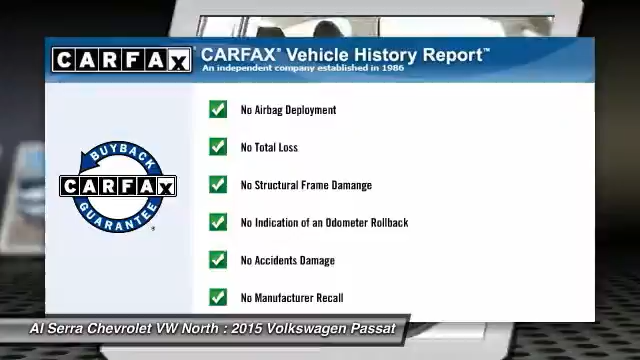 CARFAX CARFAX® Vehicle History Report™
An independent company established in 1986
No Airbag Deployment
No Total Loss
No Structural Frame Damange
No Indication of an Odometer Rollback
No Accidents Damage
No Manufacturer Recall
BUYBACK
CARFAX
GUARANTEE®
Al Serra Chevrolet VW North : 2015 Volkswagen Passat